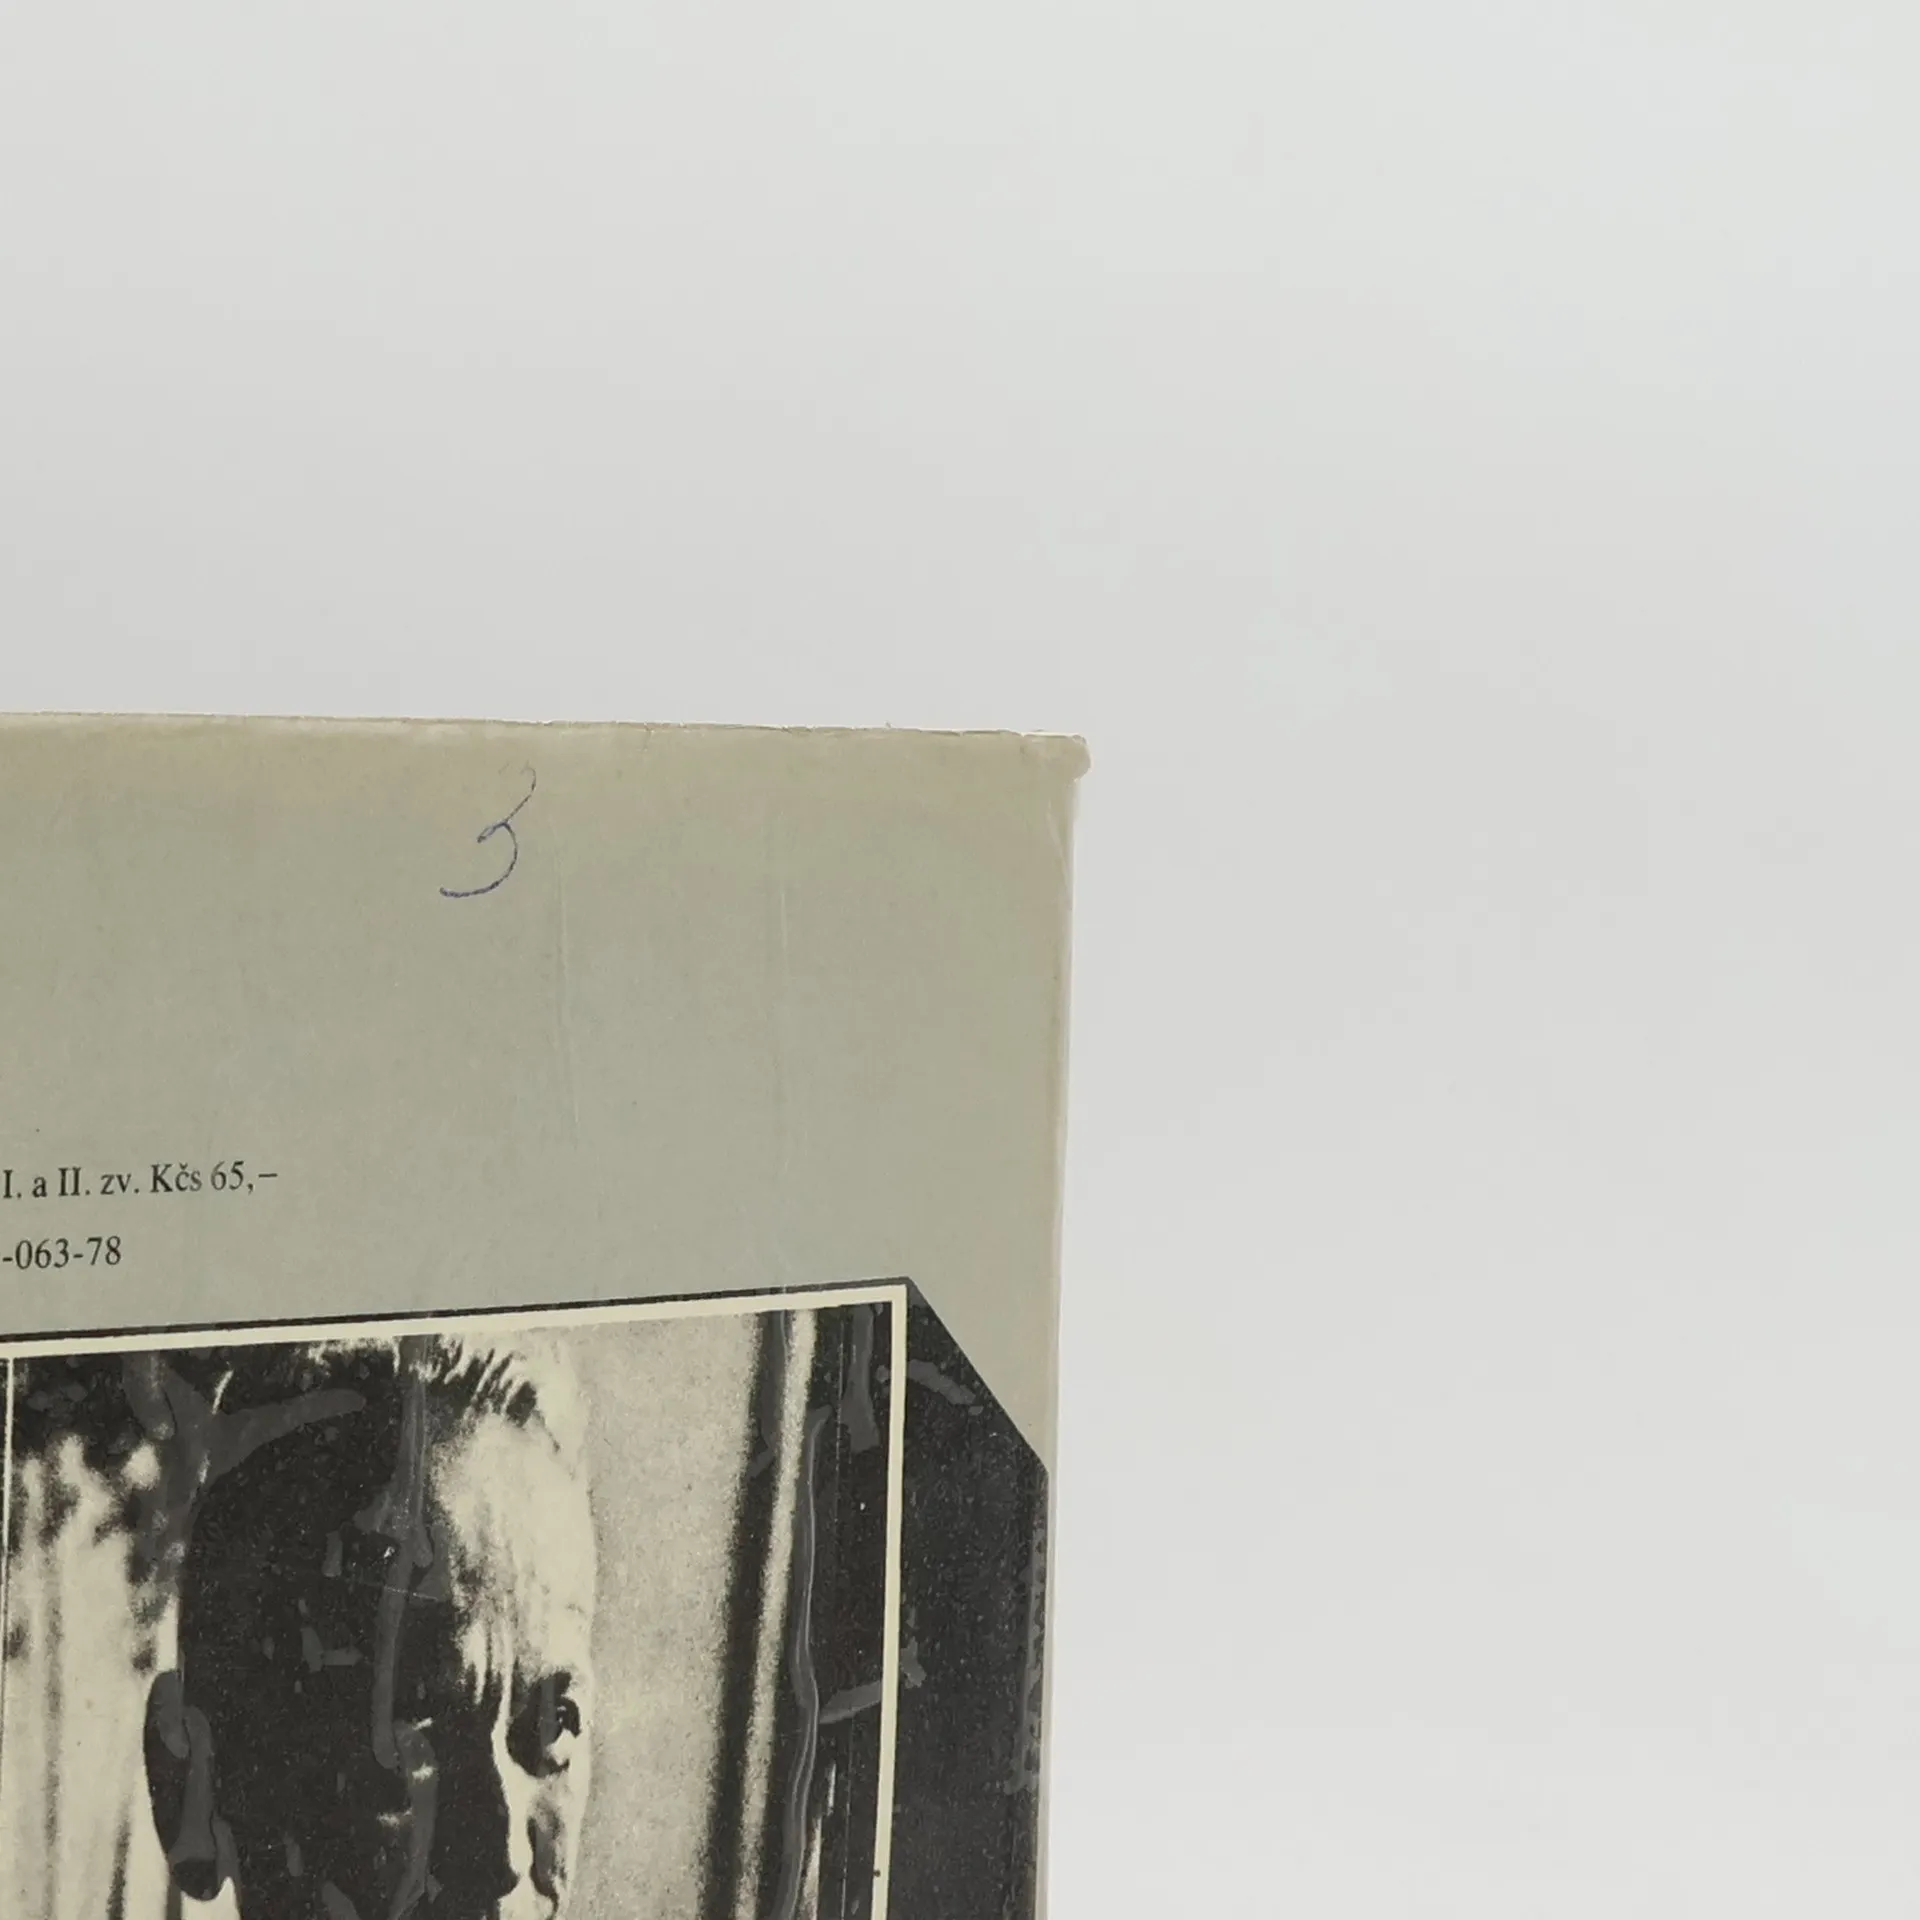 3
I. a II. zv. Kčs 65,–
-063-78